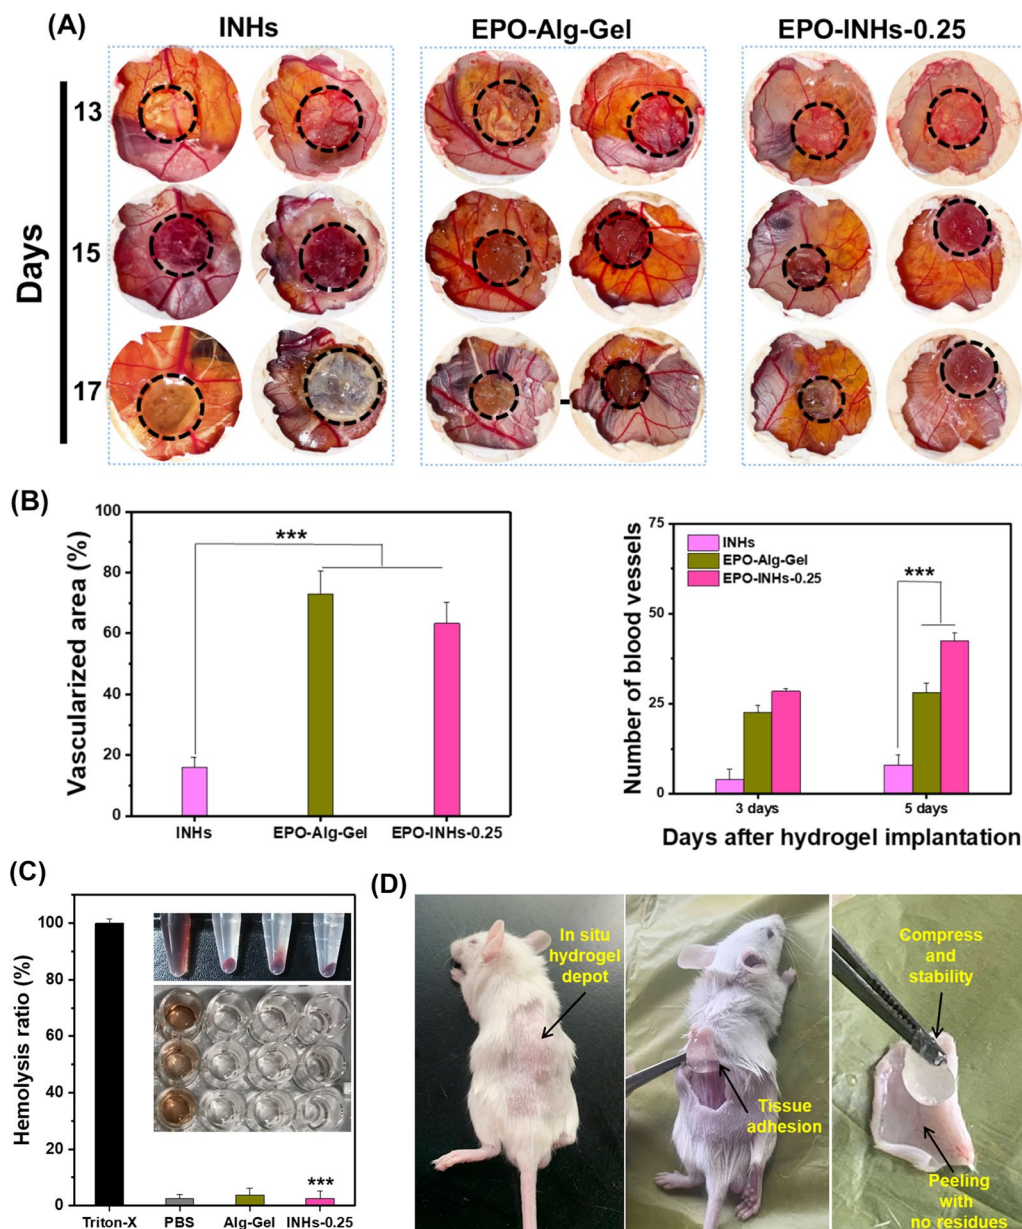 (A)
INHs
EPO-Alg-Gel
EPO-INHs-0.25
Days
13
15
17
(B)
Vascularized area (%)
100
80
60
40
20
0
***
INHs
EPO-Alg-Gel
EPO-INHs-0.25
Number of blood vessels
75
50
25
0
INHs
EPO-Alg-Gel
EPO-INHs-0.25
***
3 days
5 days
Days after hydrogel implantation
(C)
Hemolysis ratio (%)
100
80
60
40
20
0
***
Triton-X
PBS
Alg-Gel
INHs-0.25
(D)
In situ
hydrogel
depot
Tissue
adhesion
Compress
and
stability
Peeling
with
no residues